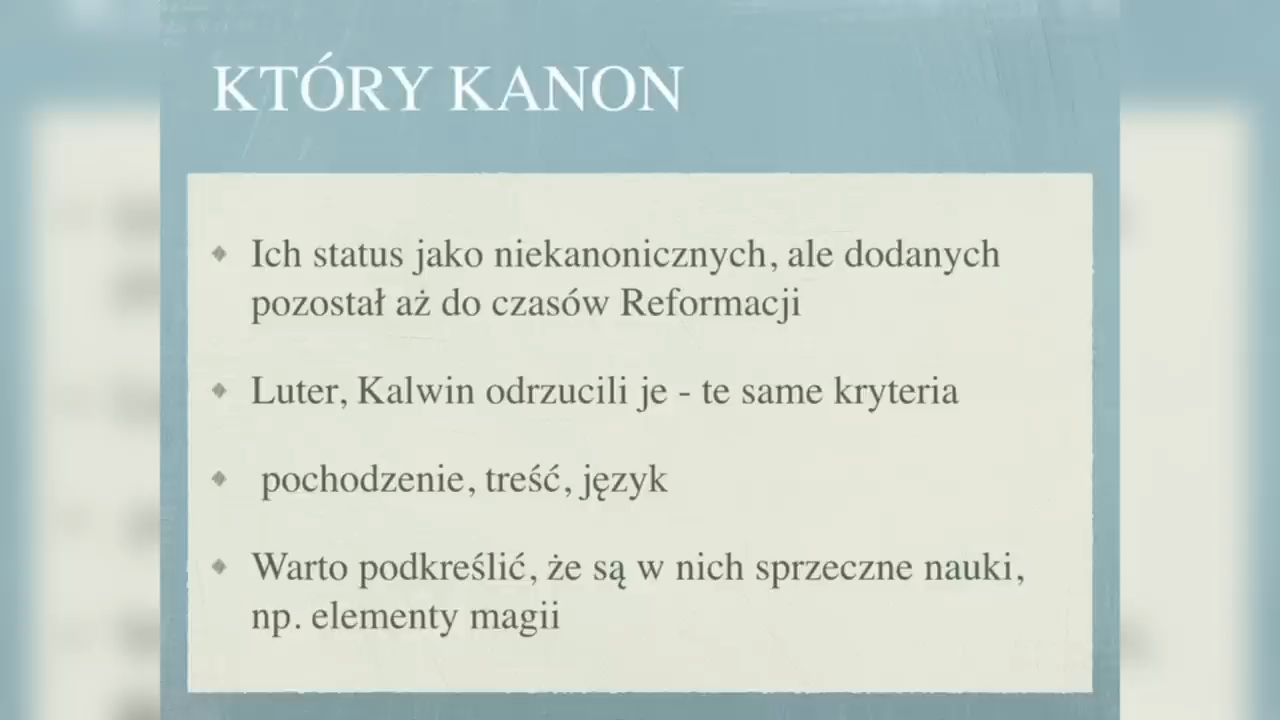 KTÓRY KANON
Ich status jako niekanonicznych, ale dodanych
pozostał aż do czasów Reformacji
Luter, Kalwin odrzucili je - te same kryteria
pochodzenie, treść, język
Warto podkreślić, że są w nich sprzeczne nauki,
np. elementy magii